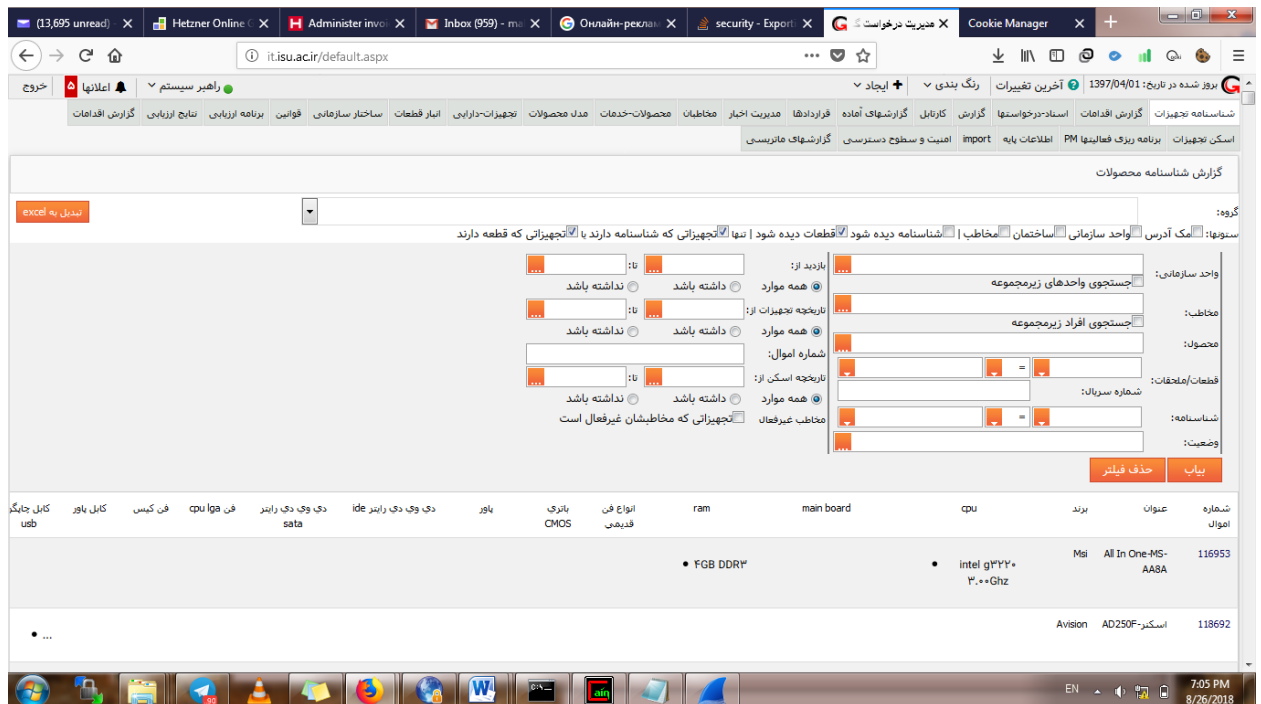 (13,695 unread) -
Hetzner Online G
Administer invoi
Inbox (959) - ma
Онлайн-реклам
security - Exporti
مدیریت درخواست
Cookie Manager
it.isu.ac.ir/default.aspx
بروز شده در تاریخ: 1397/04/01 آخرین تغییرات رنگ بندی ایجاد
راهبر سیستم اعلانها ۵ خروج
شناسنامه تجهیزات گزارش اقدامات اسناد-درخواستها گزارش کارتابل گزارشهای آماده قراردادها مدیریت اخبار مخاطبان محصولات-خدمات مدل محصولات تجهیزات-دارایی انبار قطعات ساختار سازمانی قوانین برنامه ارزیابی نتایج ارزیابی گزارش اقدامات
اسکن تجهیزات برنامه ریزی فعالیتها PM اطلاعات پایه import امنیت و سطوح دسترسی گزارشهای ماتریسی
گزارش شناسنامه محصولات
گروه:
تبدیل به excel
ستونها: مک آدرس واحد سازمانی ساختمان مخاطب | شناسنامه دیده شود قطعات دیده شود | تنها تجهیزاتی که شناسنامه دارند یا تجهیزاتی که قطعه دارند
واحد سازمانی: ... بازدید از: ... تا: ...
جستجوی واحدهای زیرمجموعه همه موارد داشته باشد نداشته باشد
مخاطب: ... تاریخچه تجهیزات از: ... تا: ...
جستجوی افراد زیرمجموعه همه موارد داشته باشد نداشته باشد
محصول: ... شماره اموال:
قطعات/ملحقات: = تاریخچه اسکن از: ... تا: ...
شماره سریال: همه موارد داشته باشد نداشته باشد
شناسنامه: = مخاطب غیرفعال تجهیزاتی که مخاطبشان غیرفعال است
وضعیت: ...
بیاب حذف فیلتر
شماره اموال عنوان برند cpu main board ram انواع فن قدیمی باتری CMOS پاور دی وی دی رایتر ide دی وی دی رایتر sata فن cpu lga فن کیس کابل پاور
usb
116953 All In One-MS-AA8A Msi intel g۳۲۲۰ ۳.۰۰Ghz ۴GB DDR۳
118692 اسکنر-AD250F Avision ...
EN
7:05 PM
8/26/2018